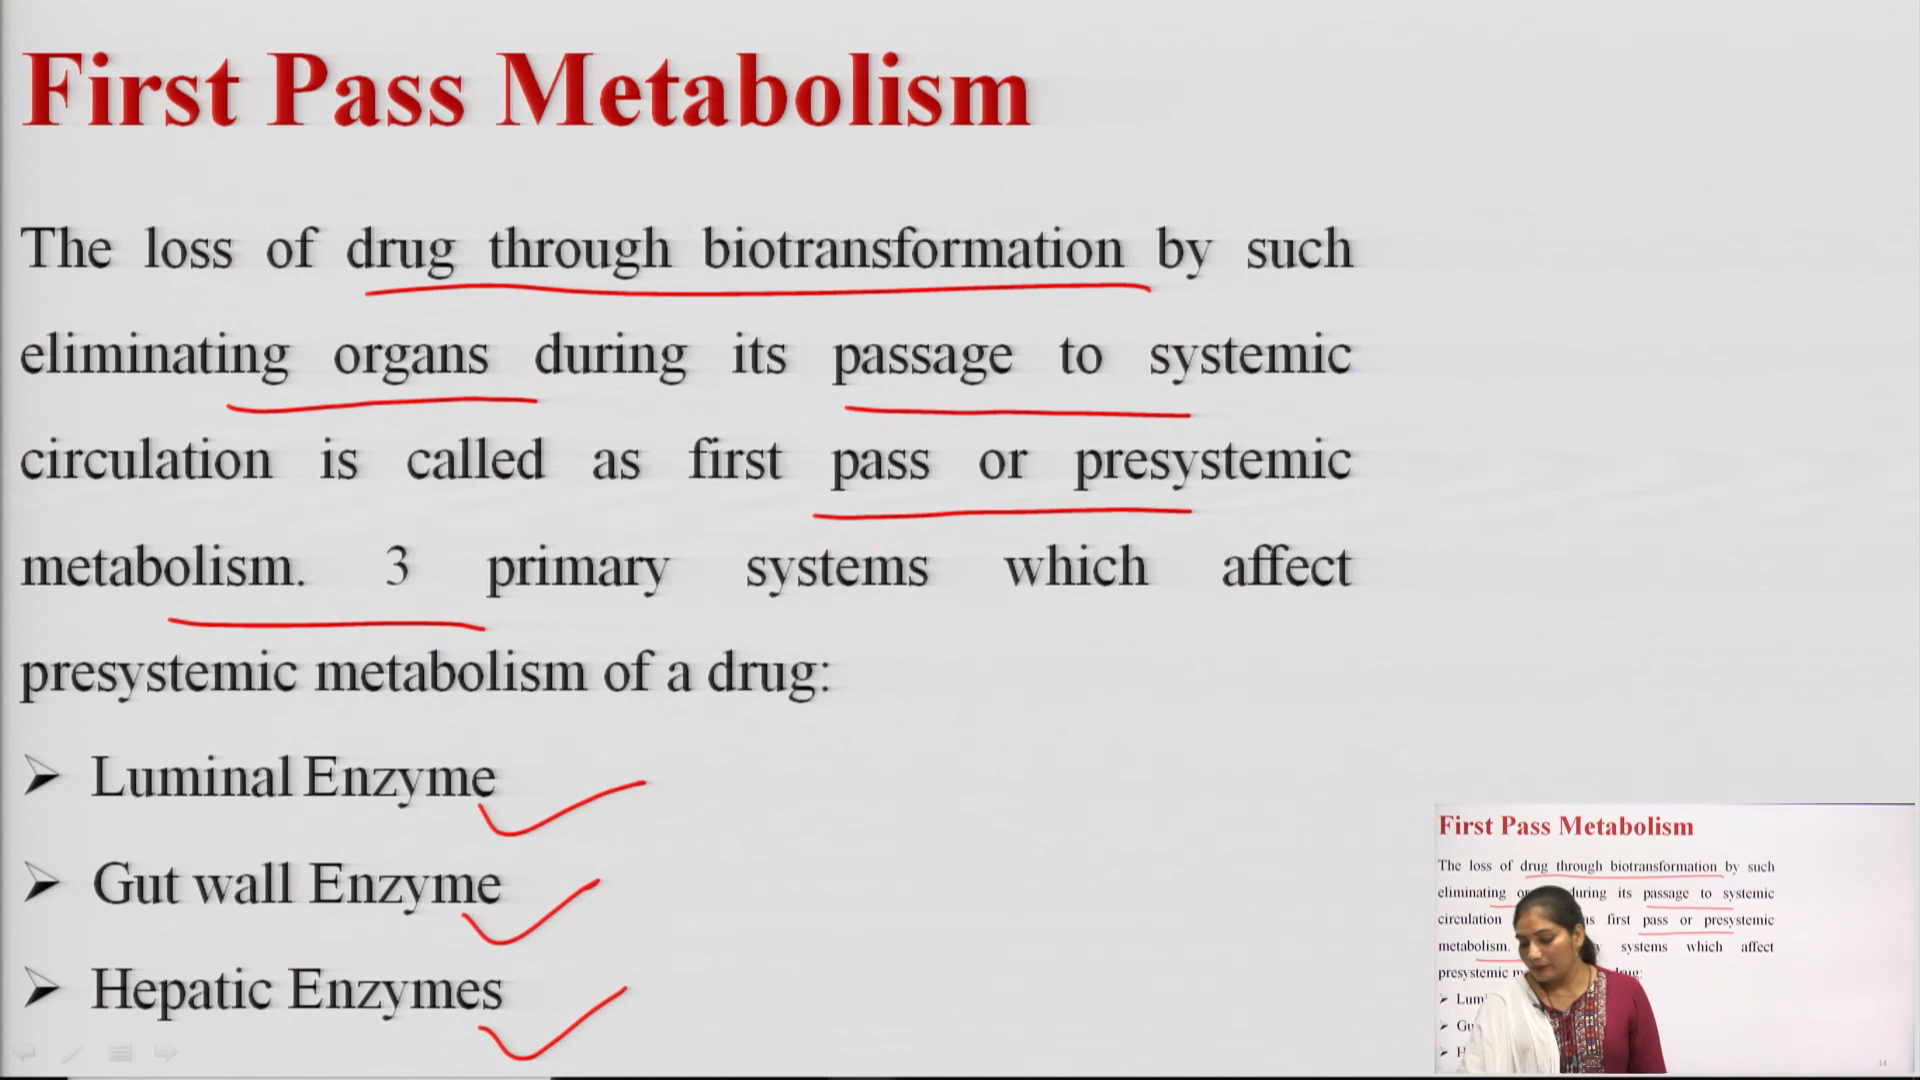 First Pass Metabolism
The loss of drug through biotransformation by such
eliminating organs during its passage to systemic
circulation is called as first pass or presystemic
metabolism. 3 primary systems which affect
presystemic metabolism of a drug:
➢ Luminal Enzyme
➢ Gut wall Enzyme
➢ Hepatic Enzymes
First Pass Metabolism
The loss of drug through biotransformation by such
eliminating during its passage to systemic
circulation first pass or presystemic
metabolism. systems which affect
presystemic
14